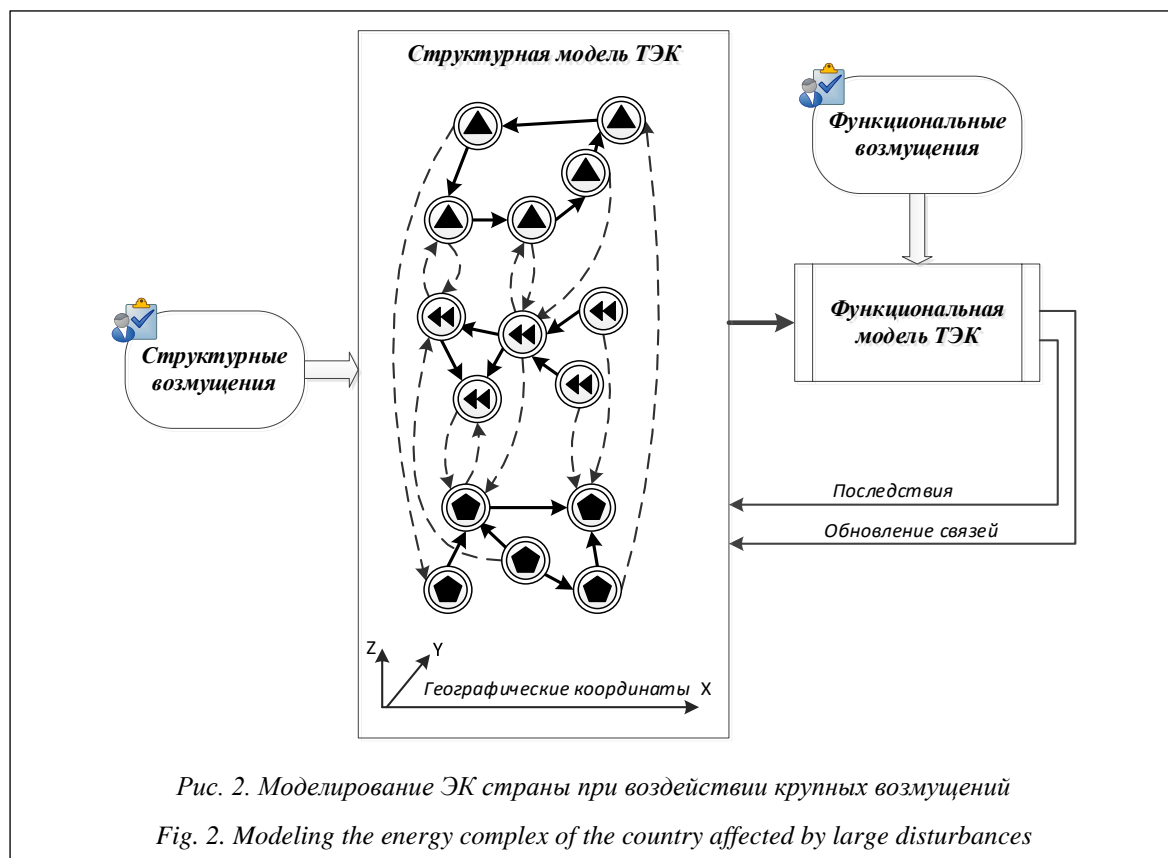 Структурная модель ТЭК
Функциональные
возмущения
Структурные
возмущения
Функциональная
модель ТЭК
Последствия
Обновление связей
Z
Y
Географические координаты X
Рис. 2. Моделирование ЭК страны при воздействии крупных возмущений
Fig. 2. Modeling the energy complex of the country affected by large disturbances